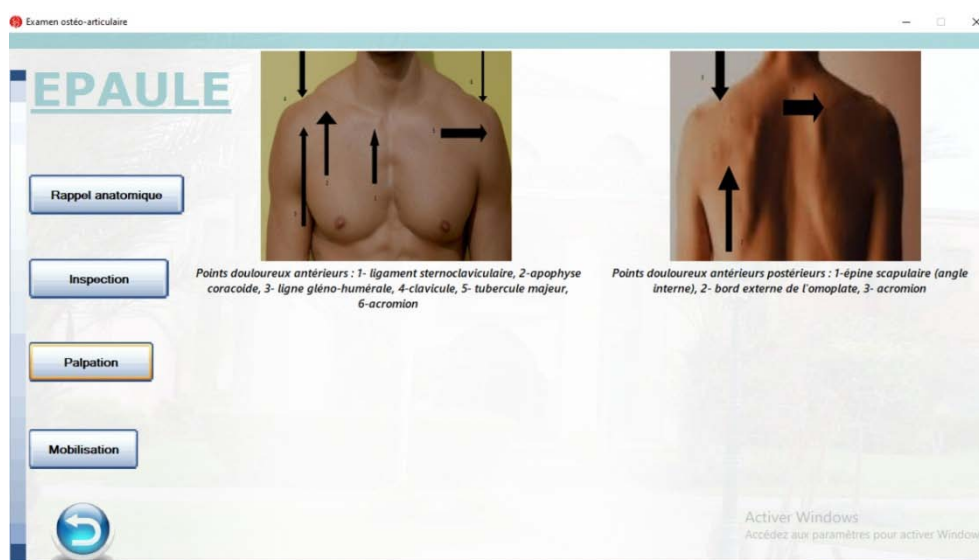 Examen ostéo-articulaire
EPAULE
Rappel anatomique
Inspection
Palpation
Mobilisation
Points douloureux antérieurs : 1- ligament sternoclaviculaire, 2-apophyse
coracoide, 3- ligne gléno-humérale, 4-clavicule, 5- tubercule majeur,
6-acromion
Points douloureux antérieurs postérieurs : 1-épine scapulaire (angle
interne), 2- bord externe de l'omoplate, 3- acromion
Activer Windows
Accédez aux paramètres pour activer Window